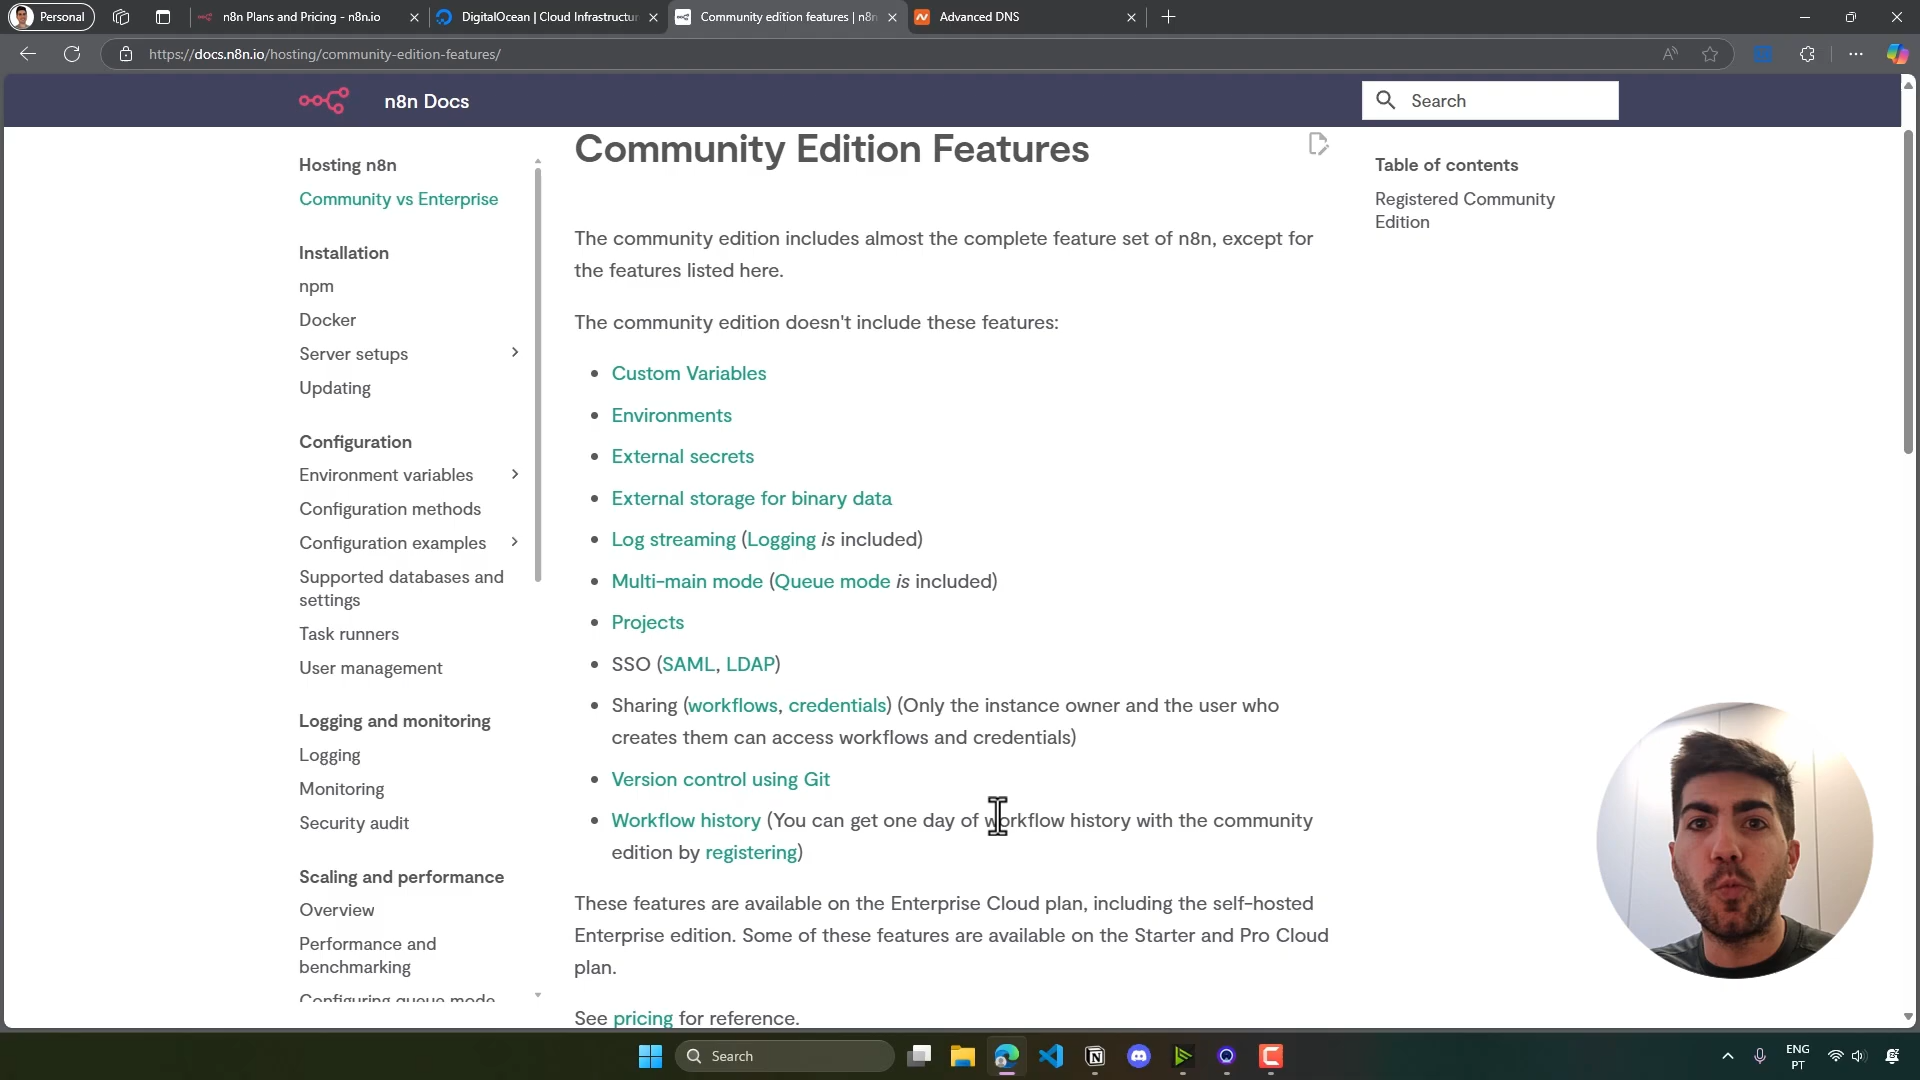 Personal
n8n Plans and Pricing - n8n.io
DigitalOcean | Cloud Infrastructur
Community edition features | n8n
Advanced DNS
https://docs.n8n.io/hosting/community-edition-features/
n8n Docs
Search
Hosting n8n
Community vs Enterprise
Installation
npm
Docker
Server setups
Updating
Configuration
Environment variables
Configuration methods
Configuration examples
Supported databases and
settings
Task runners
User management
Logging and monitoring
Logging
Monitoring
Security audit
Scaling and performance
Overview
Performance and
benchmarking
Configuring queue mode
Community Edition Features
The community edition includes almost the complete feature set of n8n, except for
the features listed here.
The community edition doesn't include these features:
• Custom Variables
• Environments
• External secrets
• External storage for binary data
• Log streaming (Logging is included)
• Multi-main mode (Queue mode is included)
• Projects
• SSO (SAML, LDAP)
• Sharing (workflows, credentials) (Only the instance owner and the user who
creates them can access workflows and credentials)
• Version control using Git
• Workflow history (You can get one day of workflow history with the community
edition by registering)
These features are available on the Enterprise Cloud plan, including the self-hosted
Enterprise edition. Some of these features are available on the Starter and Pro Cloud
plan.
See pricing for reference.
Table of contents
Registered Community
Edition
Search
ENG
PT